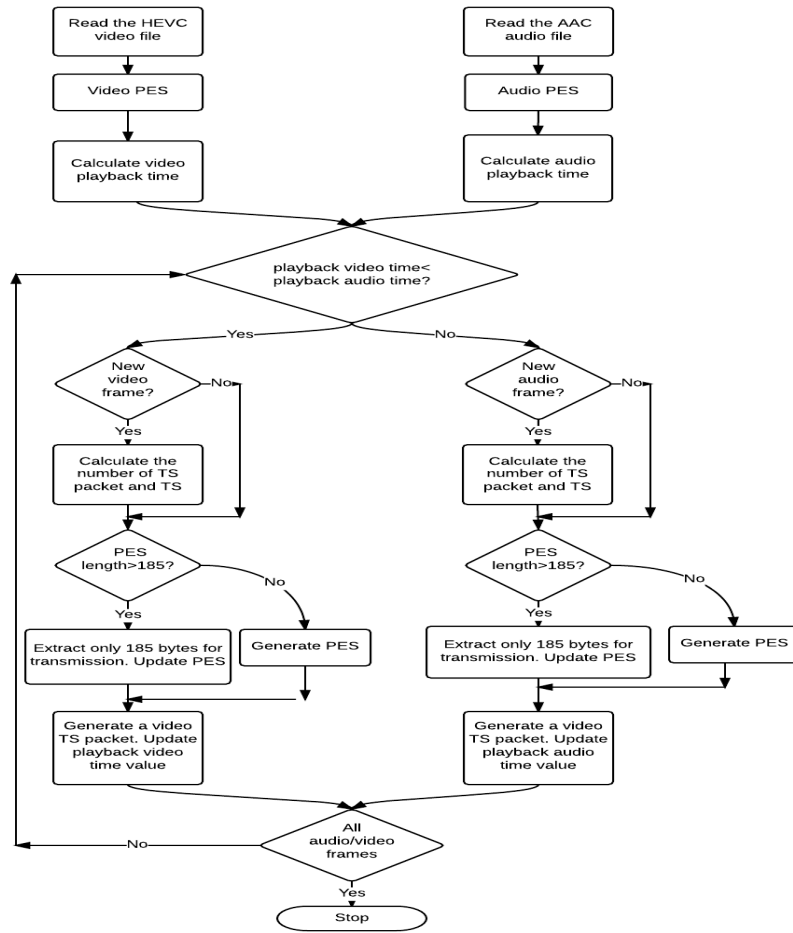 Read the HEVC
video file
Read the AAC
audio file
Video PES
Audio PES
Calculate video
playback time
Calculate audio
playback time
playback video time<
playback audio time?
Yes
No
New
video
frame?
No
New
audio
frame?
No
Yes
Yes
Calculate the
number of TS
packet and TS
Calculate the
number of TS
packet and TS
PES
length>185?
No
PES
length>185?
No
Yes
Yes
Extract only 185 bytes for
transmission. Update PES
Generate PES
Extract only 185 bytes for
transmission. Update PES
Generate PES
Generate a video
TS packet. Update
playback video
time value
Generate a video
TS packet. Update
playback audio
time value
All
audio/video
frames
No
Yes
Stop